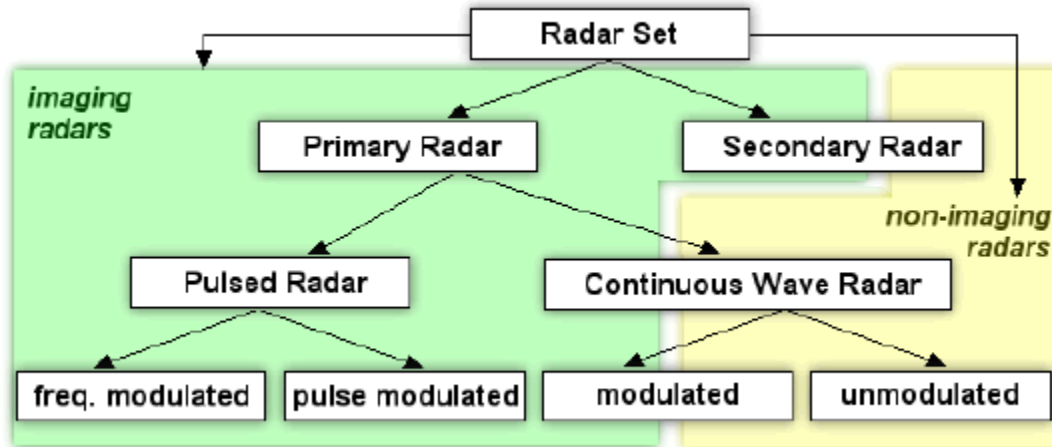 Radar Set
imaging
radars
Primary Radar
Secondary Radar
non-imaging
radars
Pulsed Radar
Continuous Wave Radar
freq. modulated
pulse modulated
modulated
unmodulated